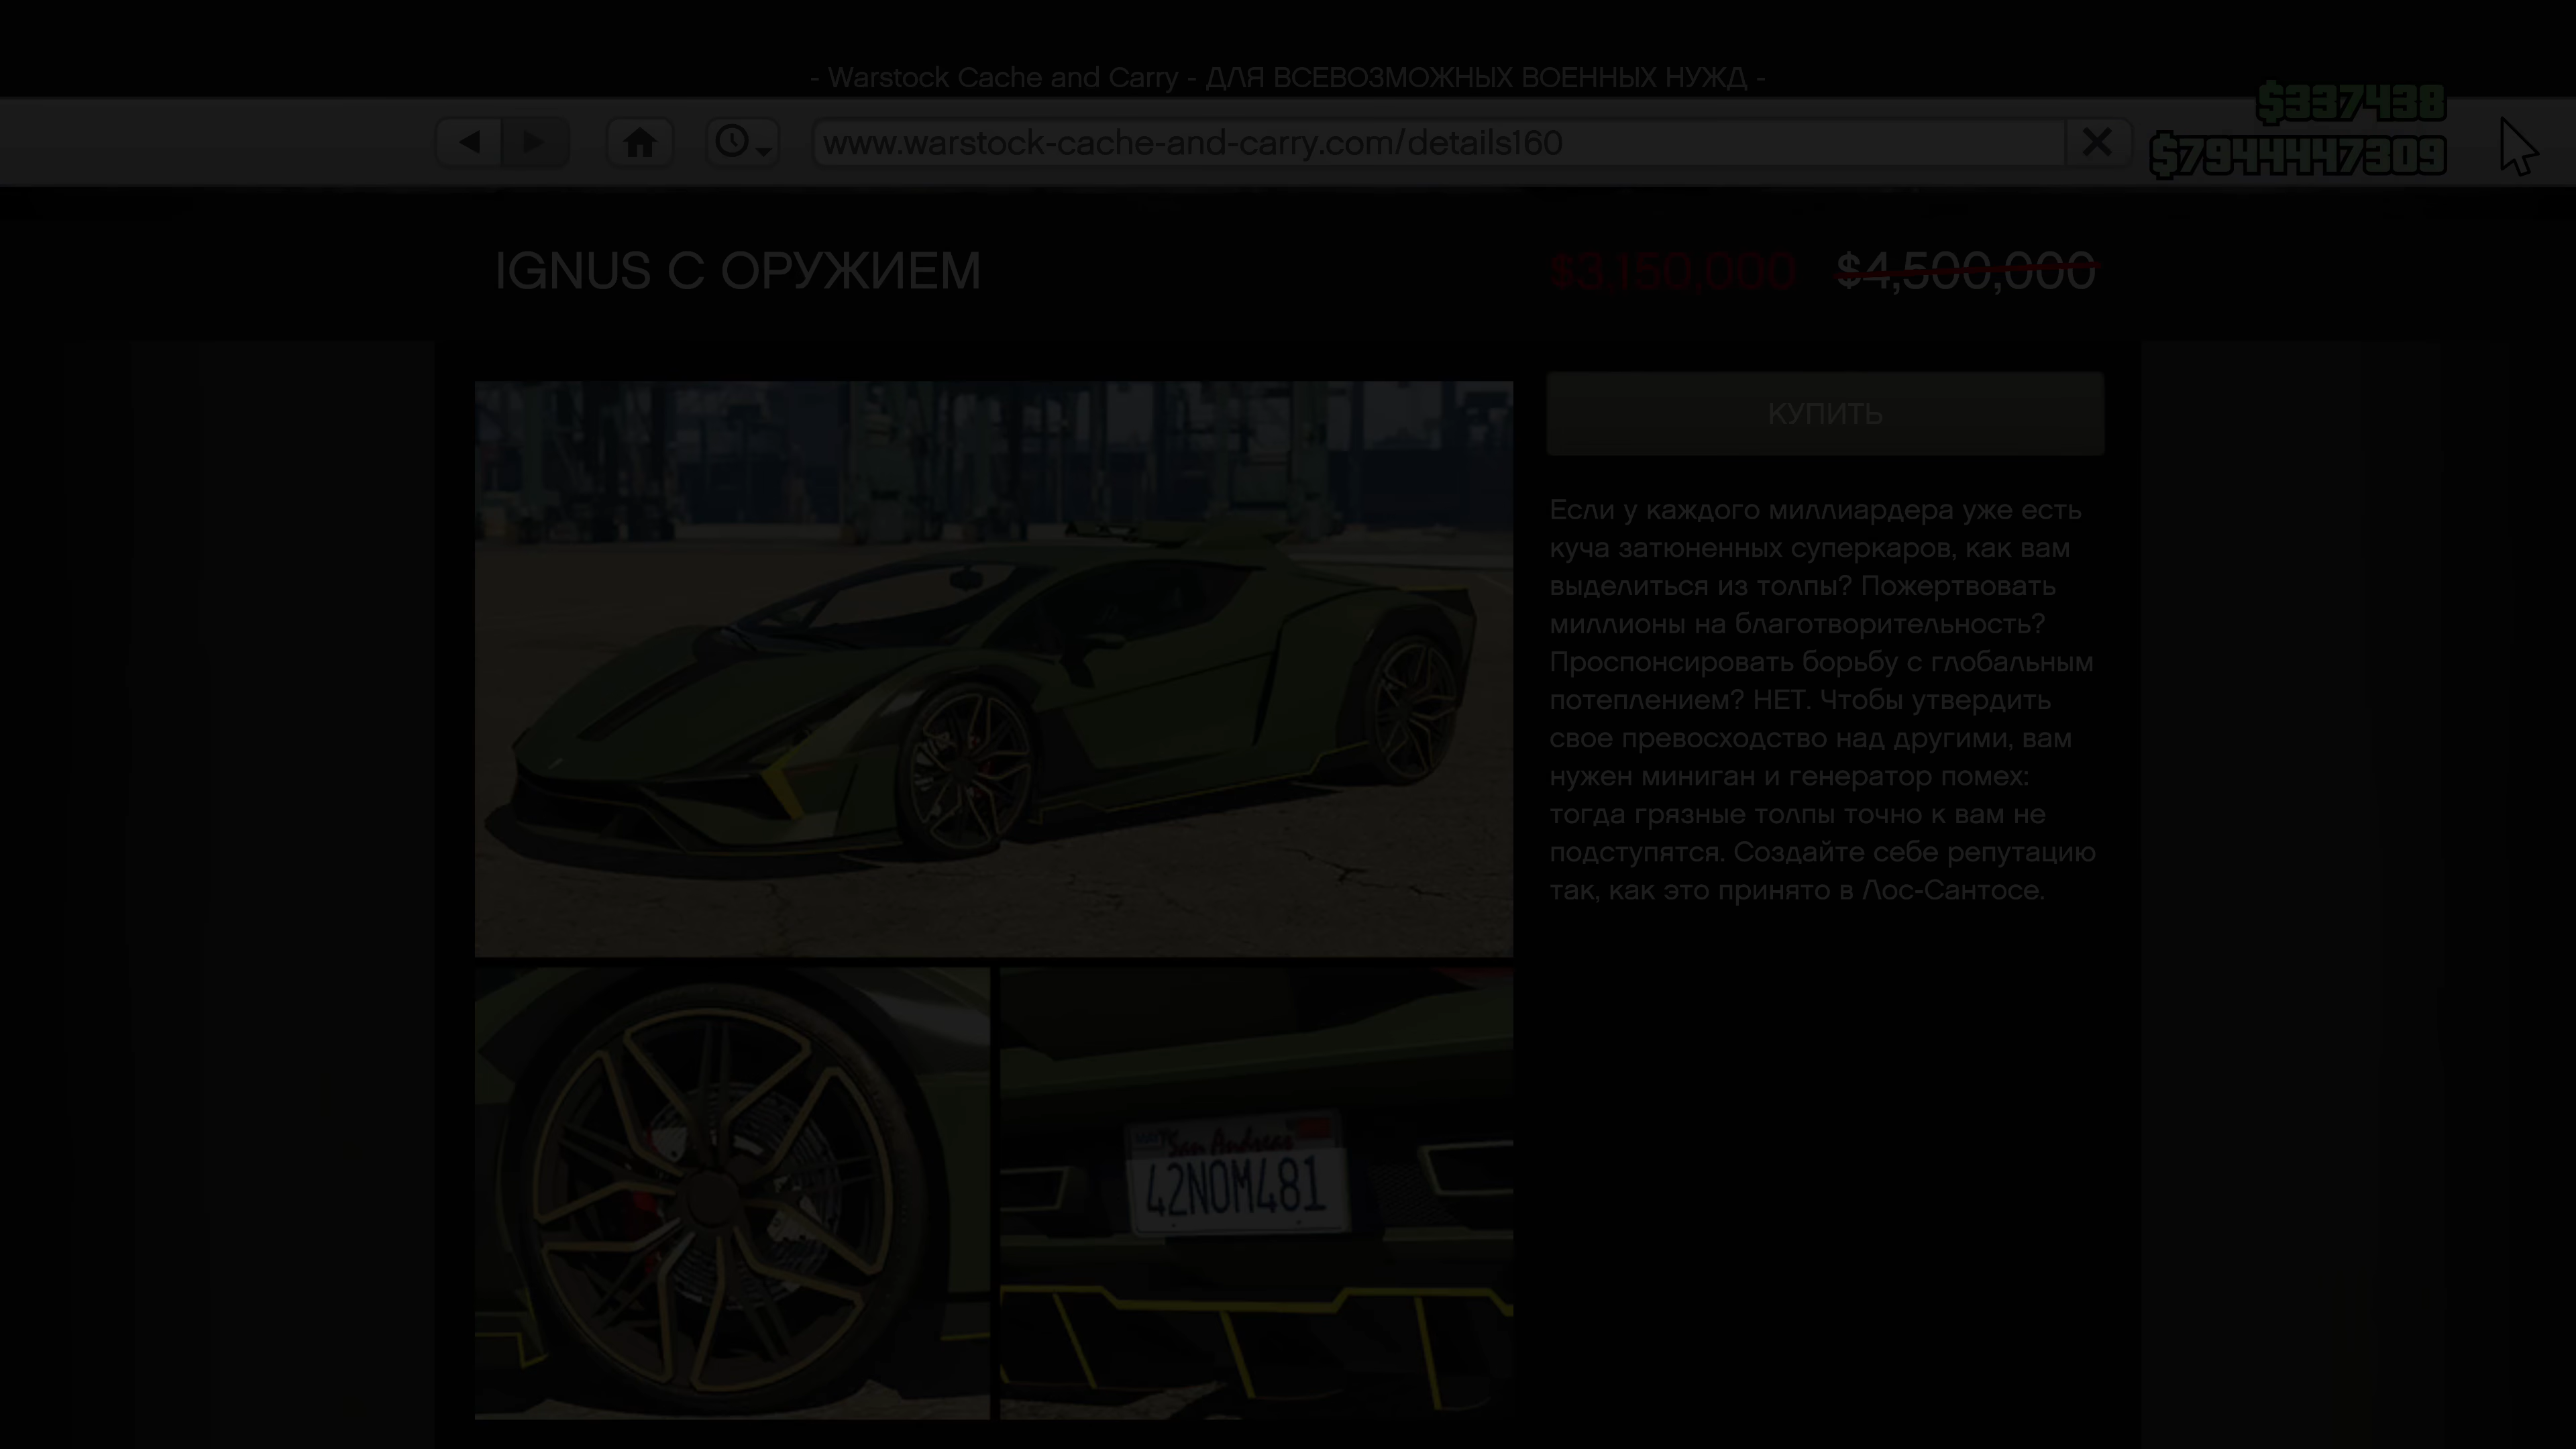 - Warstock Cache and Carry - ДЛЯ ВСЕВОЗМОЖНЫХ ВОЕННЫХ НУЖД -
$337438
www.warstock-cache-and-carry.com/details160
$7944447309
IGNUS С ОРУЖИЕМ
$3,150,000 $4,500,000
КУПИТЬ
Если у каждого миллиардера уже есть
куча затюненных суперкаров, как вам
выделиться из толпы? Пожертвовать
миллионы на благотворительность?
Проспонсировать борьбу с глобальным
потеплением? НЕТ. Чтобы утвердить
свое превосходство над другими, вам
нужен миниган и генератор помех:
тогда грязные толпы точно к вам не
подступятся. Создайте себе репутацию
так, как это принято в Лос-Сантосе.
San Andreas
42NOM481